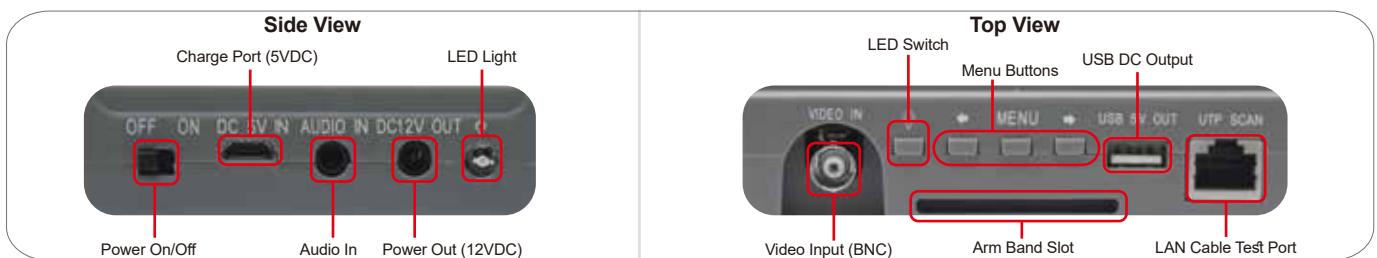 Side View
Charge Port (5VDC)
LED Light
OFF ON DC 5V IN AUDIO IN DC12V OUT
Power On/Off
Audio In
Power Out (12VDC)
Top View
LED Switch
Menu Buttons
USB DC Output
VIDEO IN
MENU
USB 5V OUT
UTP SCAN
Video Input (BNC)
Arm Band Slot
LAN Cable Test Port